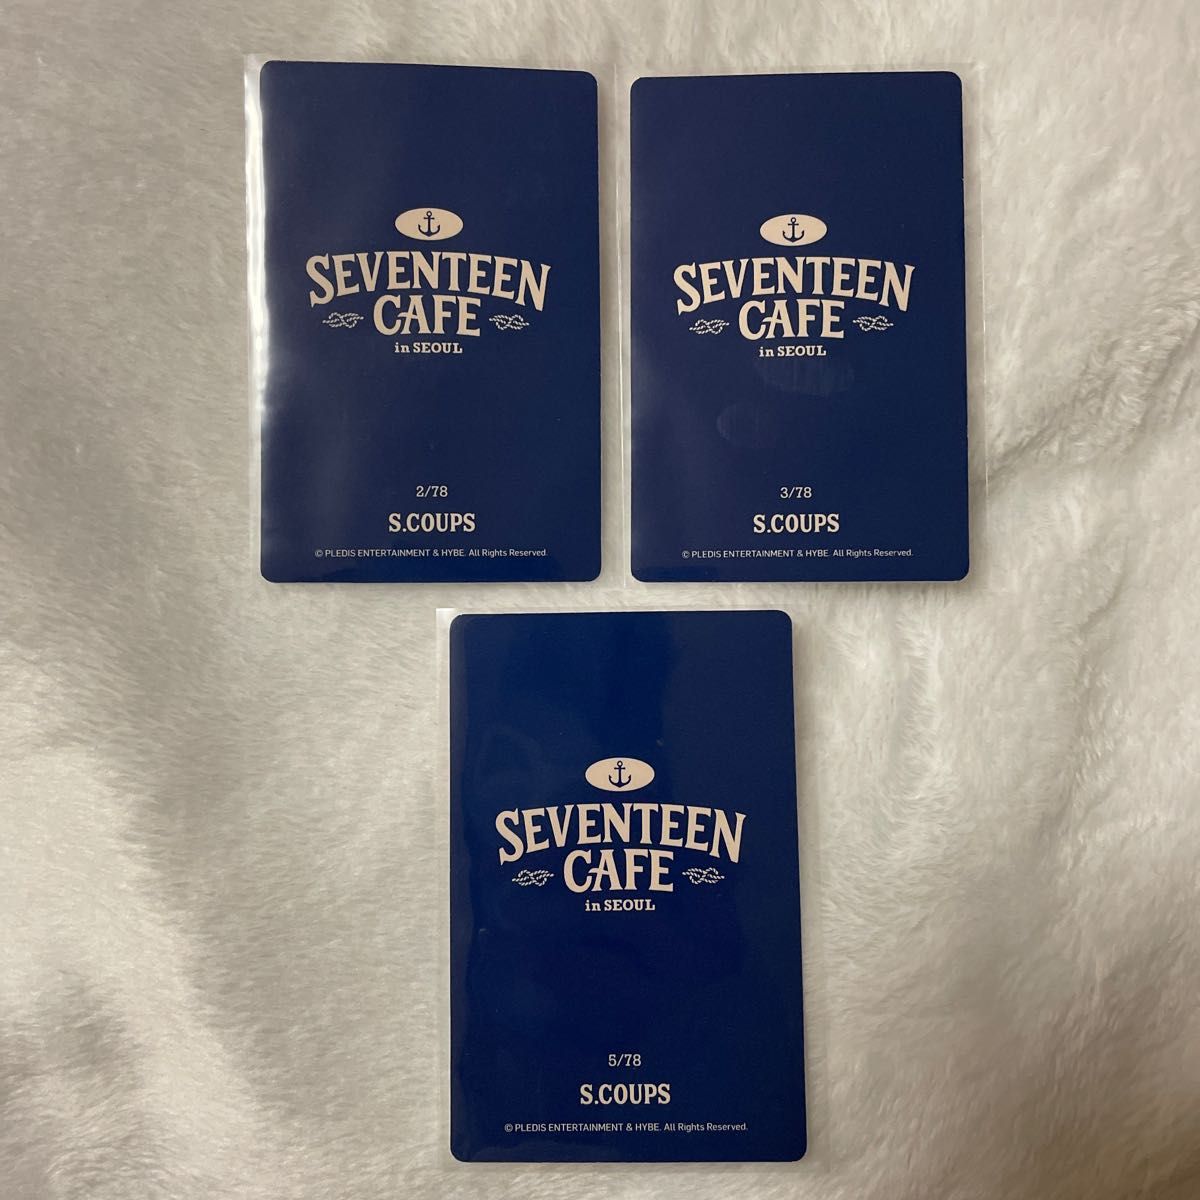 SEVENTEEN
CAFE
in SEOUL
2/78
S.COUPS
© PLEDIS ENTERTAINMENT & HYBE. All Rights Reserved.
SEVENTEEN
CAFE
in SEOUL
3/78
S.COUPS
© PLEDIS ENTERTAINMENT & HYBE. All Rights Reserved.
SEVENTEEN
CAFE
in SEOUL
5/78
S.COUPS
© PLEDIS ENTERTAINMENT & HYBE. All Rights Reserved.